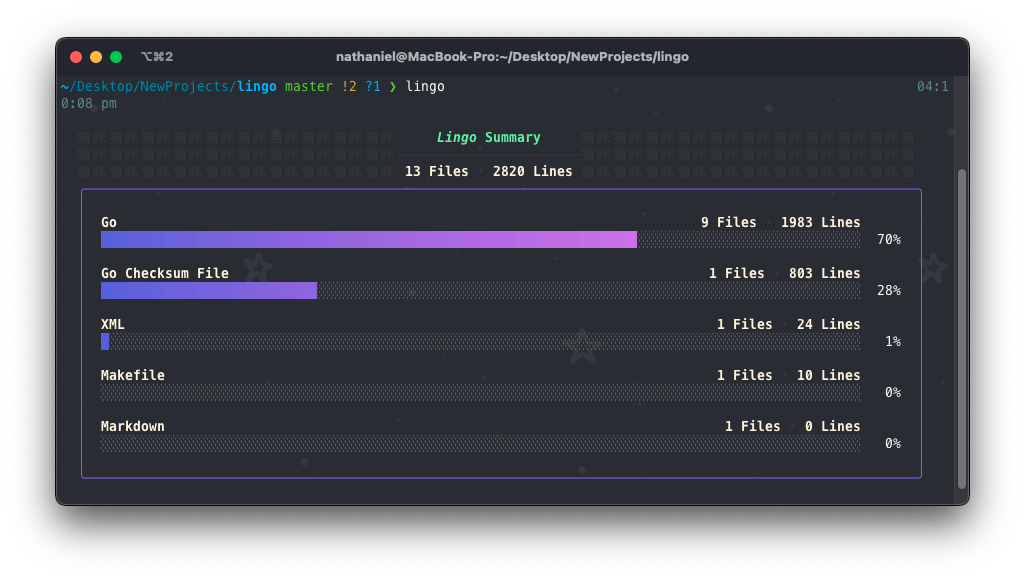 ⌥⌘2
nathaniel@MacBook-Pro:~/Desktop/NewProjects/lingo
~/Desktop/NewProjects/lingo master !2 ?1 ❯ lingo 04:1
0:08 pm
Lingo Summary
13 Files · 2820 Lines
Go 9 Files · 1983 Lines
70%
Go Checksum File 1 Files · 803 Lines
28%
XML 1 Files · 24 Lines
1%
Makefile 1 Files · 10 Lines
0%
Markdown 1 Files · 0 Lines
0%